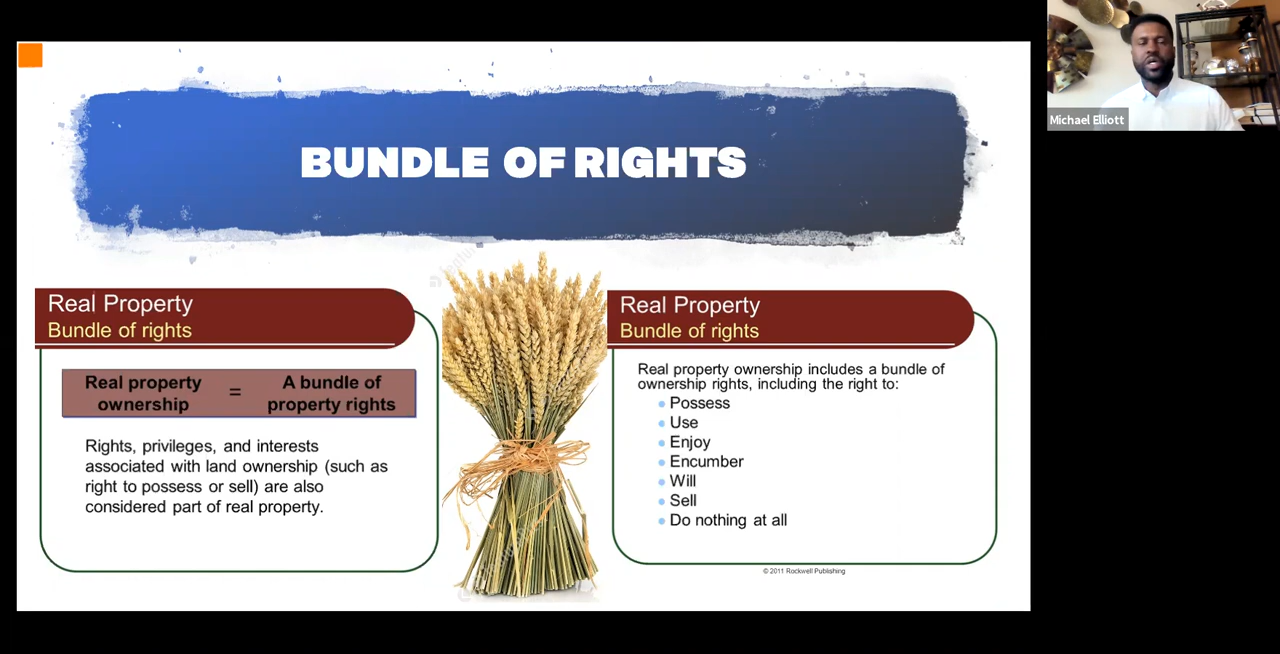 BUNDLE OF RIGHTS
Michael Elliott
Real Property
Bundle of rights
Real property
ownership
=
A bundle of
property rights
Rights, privileges, and interests
associated with land ownership (such as
right to possess or sell) are also
considered part of real property.
Real Property
Bundle of rights
Real property ownership includes a bundle of
ownership rights, including the right to:
Possess
Use
Enjoy
Encumber
Will
Sell
Do nothing at all
© 2011 Rockwell Publishing